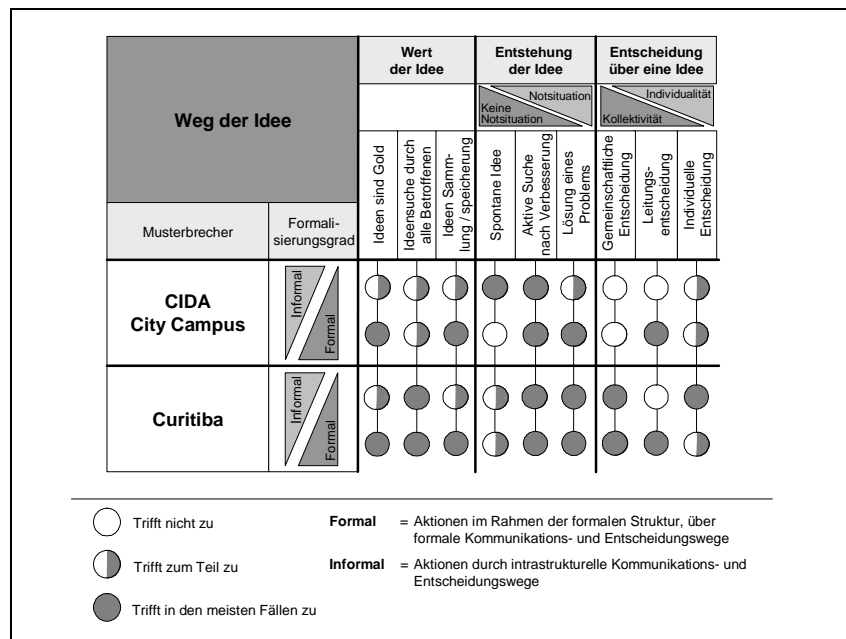 Weg der Idee
Wert
der Idee
Entstehung
der Idee
Entscheidung
über eine Idee
Notsituation
Keine
Notsituation
Individualität
Kollektivität
Musterbrecher
Formali-
sierungsgrad
Ideen sind Gold
Ideensuche durch
alle Betroffenen
Ideen Samm-
lung / speicherung
Spontane Idee
Aktive Suche
nach Verbesserung
Lösung eines
Problems
Gemeinschaftliche
Entscheidung
Leitungs-
entscheidung
Individuelle
Entscheidung
CIDA
City Campus
Informal
Formal
Curitiba
Informal
Formal
Trifft nicht zu
Trifft zum Teil zu
Trifft in den meisten Fällen zu
Formal = Aktionen im Rahmen der formalen Struktur, über
formale Kommunikations- und Entscheidungswege
Informal = Aktionen durch intrastrukturelle Kommunikations- und
Entscheidungswege